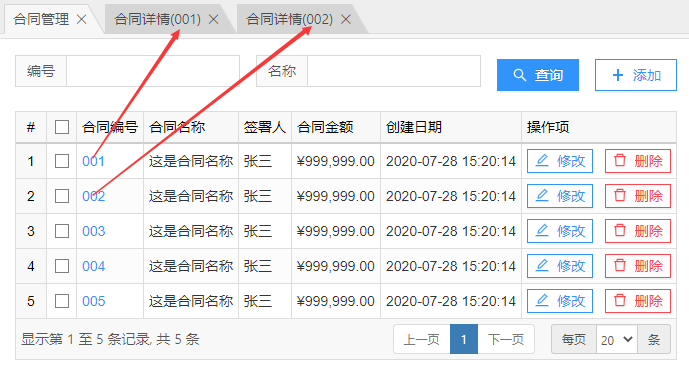 合同管理 合同详情(001) 合同详情(002)
编号 名称 查询 添加
# 合同编号 合同名称 签署人 合同金额 创建日期 操作项
1 001 这是合同名称 张三 ¥999,999.00 2020-07-28 15:20:14 修改 删除
2 002 这是合同名称 张三 ¥999,999.00 2020-07-28 15:20:14 修改 删除
3 003 这是合同名称 张三 ¥999,999.00 2020-07-28 15:20:14 修改 删除
4 004 这是合同名称 张三 ¥999,999.00 2020-07-28 15:20:14 修改 删除
5 005 这是合同名称 张三 ¥999,999.00 2020-07-28 15:20:14 修改 删除
显示第 1 至 5 条记录, 共 5 条 上一页 1 下一页 每页 20 条